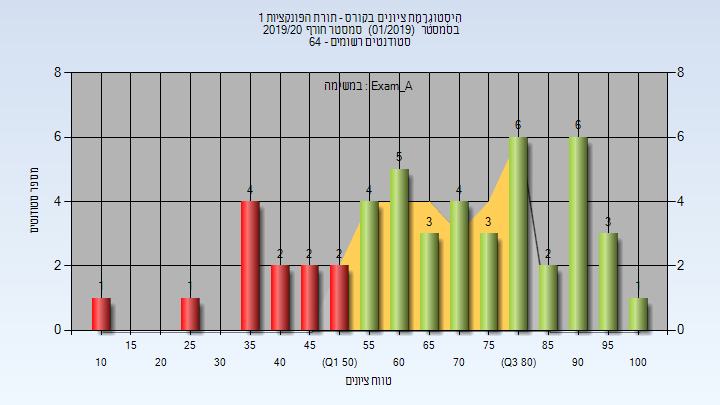 היסטוגרמת ציונים בקורס - תורת הפונקציות 1
בסמסטר (01/2019) סמסטר חורף 2019/20
סטודנטים רשומים - 64
במשימה : Exam_A
8 8
6 6
4 4
2 2
0 0
מספר סטודנטים
1 1 4 2 2 2 4 5 3 4 3 6 2 6 3 1
15 25 35 45 55 65 75 85 95
10 20 30 40 (Q1 50) 60 70 (Q3 80) 90 100
טווח ציונים